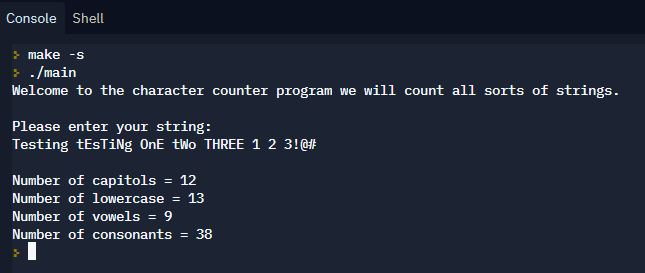 Console Shell
make -s
./main
Welcome to the character counter program we will count all sorts of strings.
Please enter your string:
Testing tEsTiNg OnE tWo THREE 1 2 3!@#
Number of capitols = 12
Number of lowercase = 13
Number of vowels = 9
Number of consonants = 38